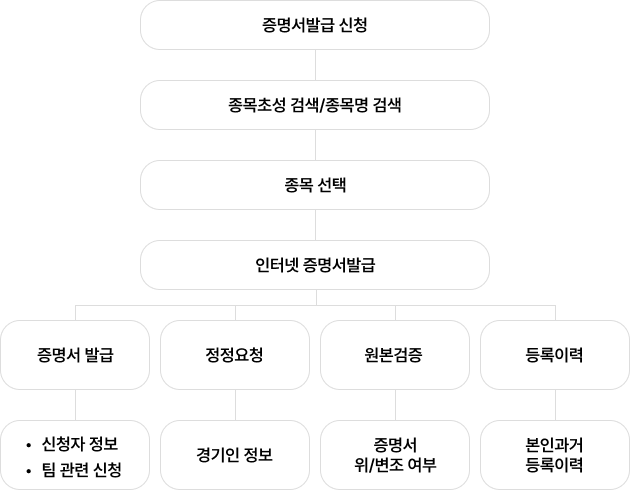 증명서발급 신청
종목초성 검색/종목명 검색
종목 선택
인터넷 증명서발급
증명서 발급
정정요청
원본검증
등록이력
• 신청자 정보
• 팀 관련 신청
경기인 정보
증명서
위/변조 여부
본인과거
등록이력